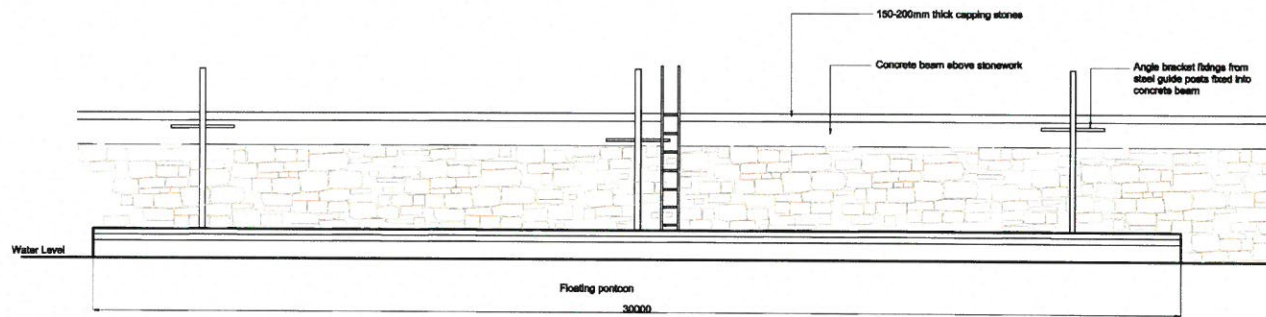 150-200mm thick capping stones
Concrete beam above stonework
Angle bracket fixings from
steel guide posts fixed into
concrete beam
Water Level
Floating pontoon
30000